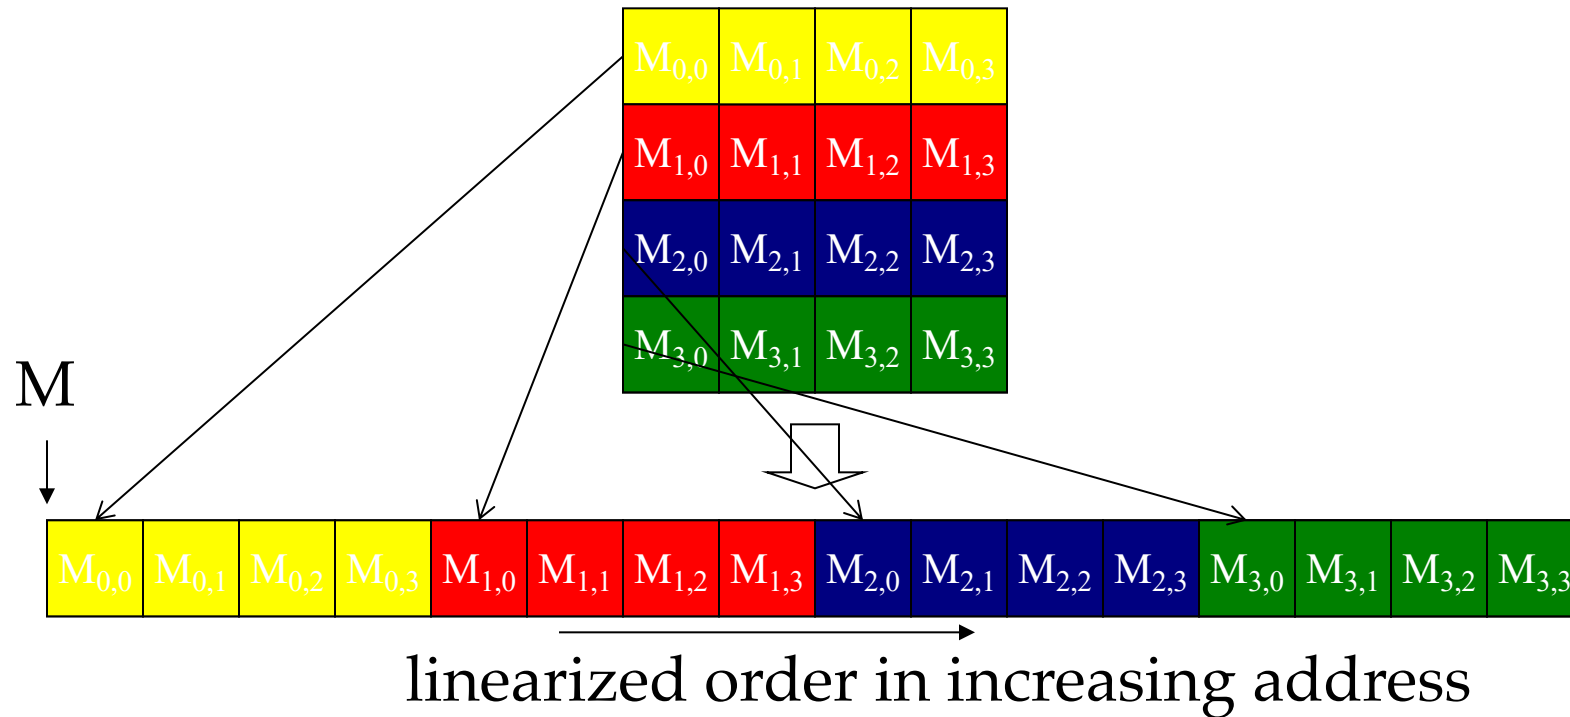 M0,0 M0,1 M0,2 M0,3
M1,0 M1,1 M1,2 M1,3
M2,0 M2,1 M2,2 M2,3
M3,0 M3,1 M3,2 M3,3
M
M0,0 M0,1 M0,2 M0,3 M1,0 M1,1 M1,2 M1,3 M2,0 M2,1 M2,2 M2,3 M3,0 M3,1 M3,2 M3,3
linearized order in increasing address